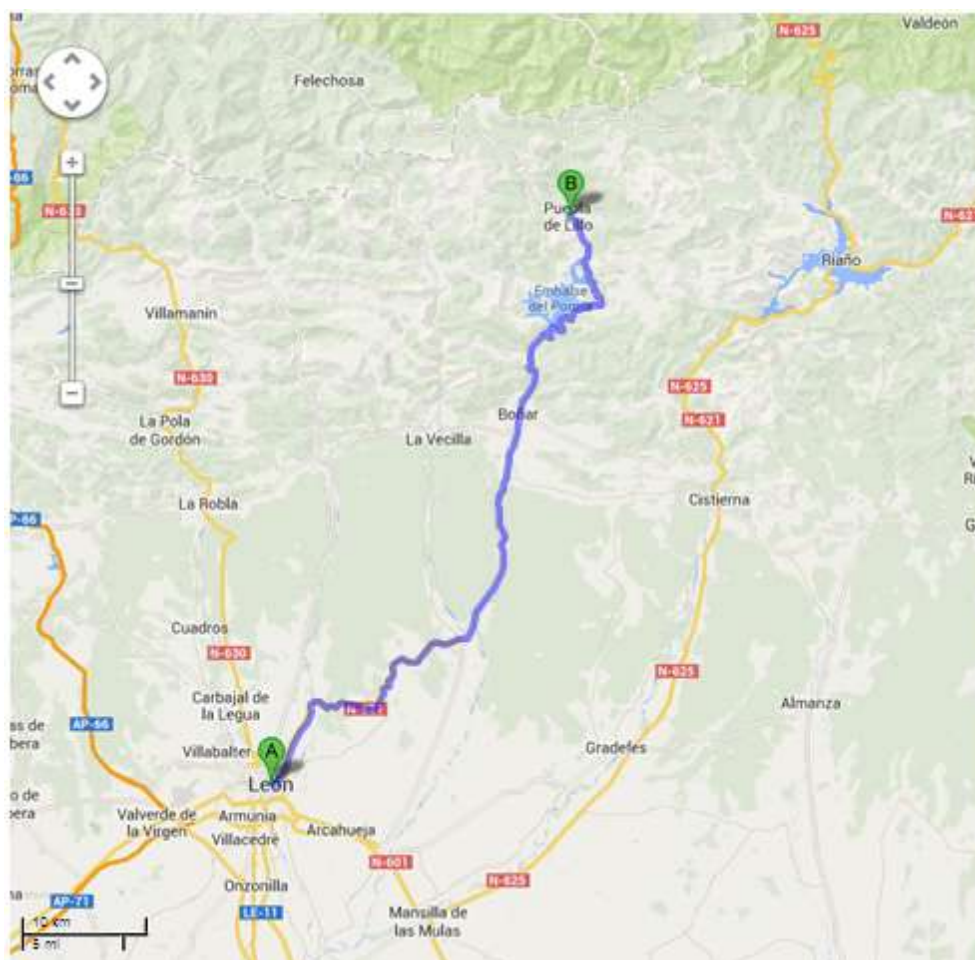 N-625
Valdeón
Felechosa
-66
B
Puebla
de Lillo
Riaño
Embalse
del Porma
Villamanín
N-630
N-625
Boñar
N-621
La Pola
de Gordón
La Vecilla
La Robla
Cistierna
AP-66
Cuadros
N-630
N-625
Carbajal de
la Legua
Almanza
AP-66
Villabalter
A
León
Gradefes
Valverde de
la Virgen
Armunia
Villacedré
Arcahueja
N-601
Onzonilla
N-625
AP-71
LE-11
Mansilla de
las Mulas
10 km
5 mi